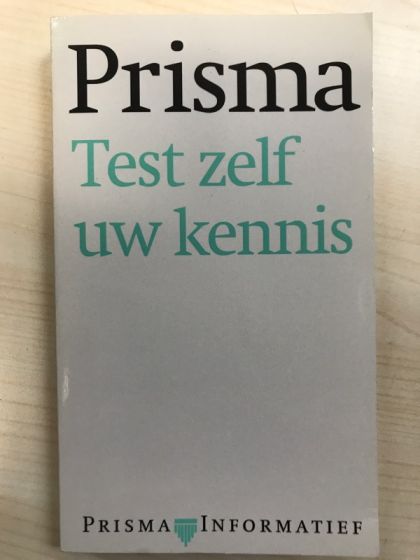 Prisma
Test zelf
uw kennis
PRISMA INFORMATIEF